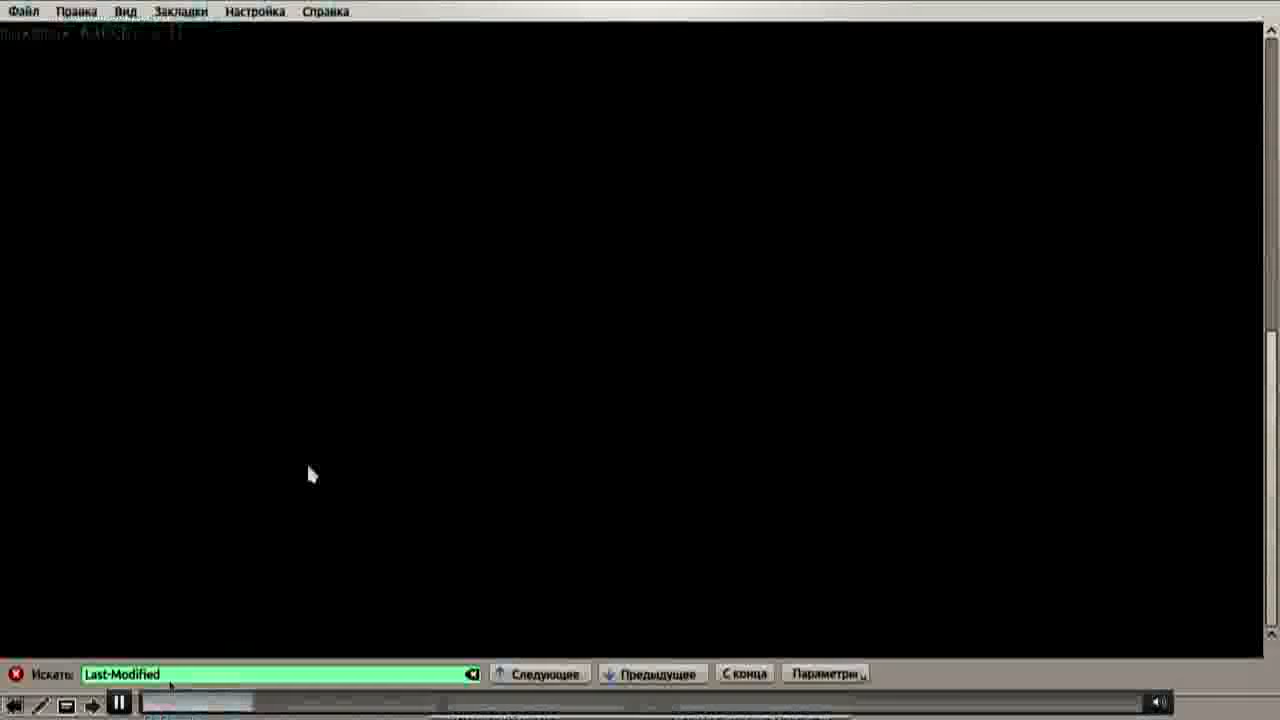 Файл Правка Вид Закладки Настройка Справка
Искать: Last-Modified Следующее Предыдущее С конца Параметры